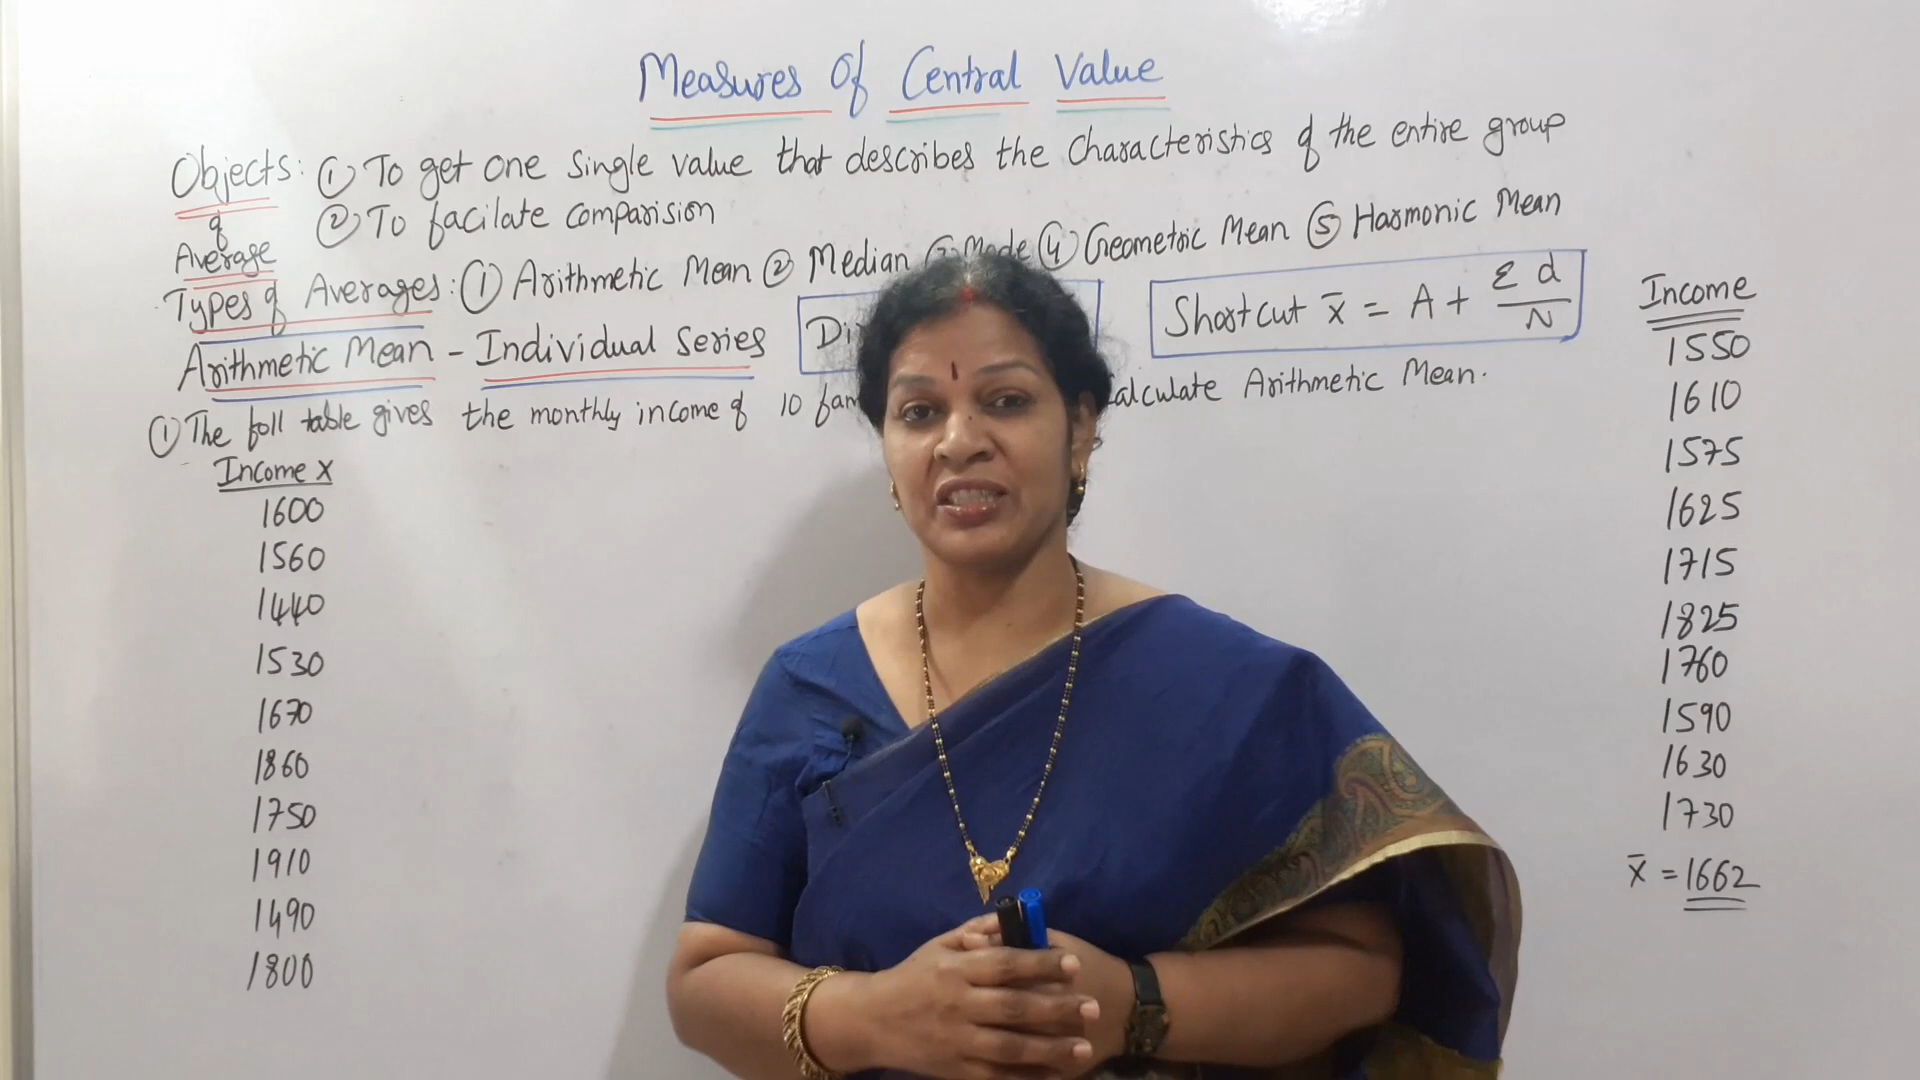 Measures Of Central Value
Objects: ① To get one single value that describes the characteristics of the entire group
of
② To facilate comparision
Average
Types of Averages: ① Arithmetic Mean ② Median ③ Mode ④ Geometric Mean ⑤ Harmonic Mean
Arithmetic Mean - Individual Series
Shortcut x̄ = A + Σd/N
① The foll table gives the monthly income of 10 Calculate Arithmetic Mean.
Income X
1600
1560
1440
1530
1670
1860
1750
1910
1490
1800
Income
1550
1610
1575
1625
1715
1825
1760
1590
1630
1730
x̄ = 1662